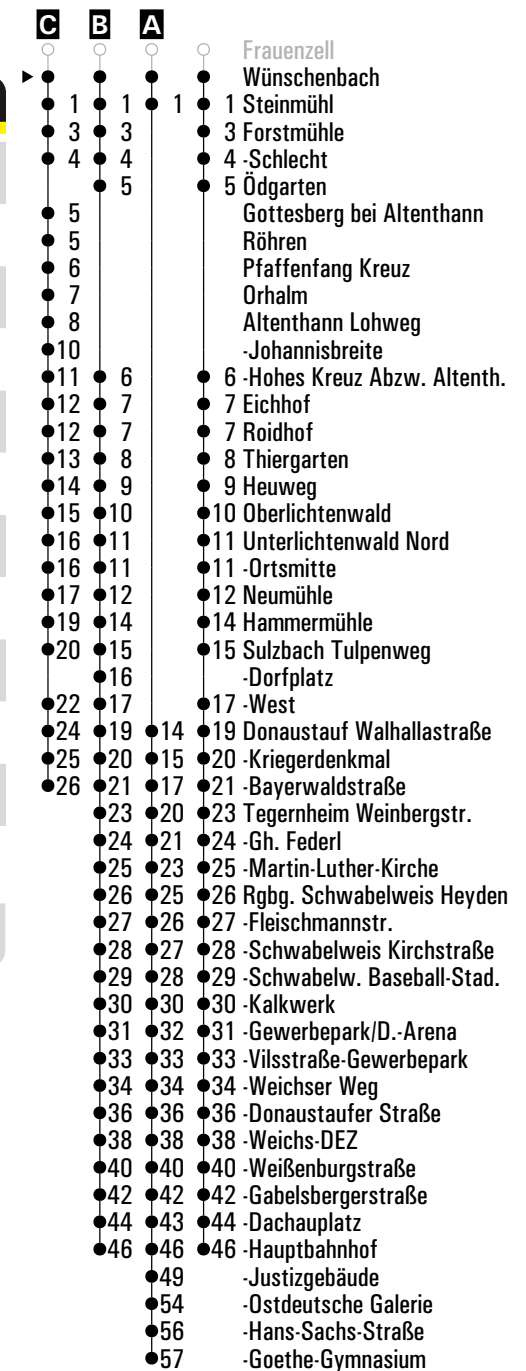 C B A
Frauenzell
Wünschenbach
1 1 1 1 Steinmühl
3 3 3 Forstmühle
4 4 4 -Schlecht
5 5 Ödgarten
5 Gottesberg bei Altenthann
5 Röhren
6 Pfaffenfang Kreuz
7 Orhalm
8 Altenthann Lohweg
10 -Johannisbreite
11 6 6 -Hohes Kreuz Abzw. Altenth.
12 7 7 Eichhof
12 7 7 Roidhof
13 8 8 Thiergarten
14 9 9 Heuweg
15 10 10 Oberlichtenwald
16 11 11 Unterlichtenwald Nord
16 11 11 -Ortsmitte
17 12 12 Neumühle
19 14 14 Hammermühle
20 15 15 Sulzbach Tulpenweg
16 -Dorfplatz
22 17 17 -West
24 19 14 19 Donaustauf Walhallastraße
25 20 15 20 -Kriegerdenkmal
26 21 17 21 -Bayerwaldstraße
23 20 23 Tegernheim Weinbergstr.
24 21 24 -Gh. Federl
25 23 25 -Martin-Luther-Kirche
26 25 26 Rgbg. Schwabelweis Heyden
27 26 27 -Fleischmannstr.
28 27 28 -Schwabelweis Kirchstraße
29 28 29 -Schwabelw. Baseball-Stad.
30 30 30 -Kalkwerk
31 32 31 -Gewerbepark/D.-Arena
33 33 33 -Vilsstraße-Gewerbepark
34 34 34 -Weichser Weg
36 36 36 -Donaustaufer Straße
38 38 38 -Weichs-DEZ
40 40 40 -Weißenburgstraße
42 42 42 -Gabelsbergerstraße
44 43 44 -Dachauplatz
46 46 46 -Hauptbahnhof
49 -Justizgebäude
54 -Ostdeutsche Galerie
56 -Hans-Sachs-Straße
57 -Goethe-Gymnasium